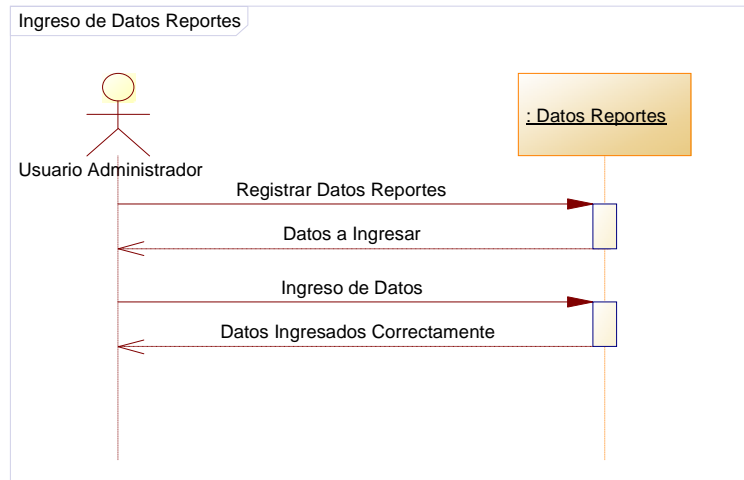 Ingreso de Datos Reportes
: Datos Reportes
Usuario Administrador
Registrar Datos Reportes
Datos a Ingresar
Ingreso de Datos
Datos Ingresados Correctamente